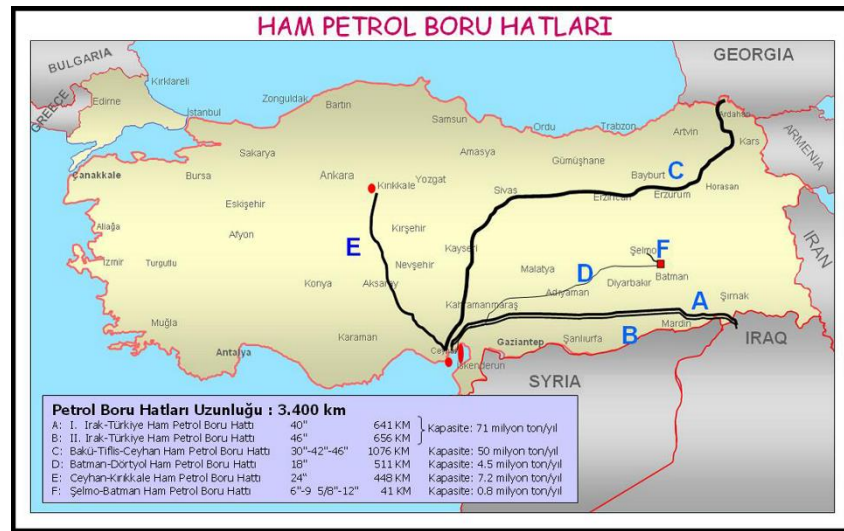 HAM PETROL BORU HATLARI
BULGARIA
GEORGIA
Kırklareli
Edirne
GREECE
İstanbul
Zonguldak
Bartın
Samsun
Ordu
Trabzon
Artvin
Ardahan
Kars
ARMENIA
Sakarya
Amasya
Gümüşhane
Bayburt
C
Çanakkale
Bursa
Ankara
Kırıkkale
Yozgat
Sivas
Erzincan
Erzurum
Horasan
Eskişehir
Aliağa
Afyon
Kırşehir
E
Kayseri
Şelmo
F
IRAN
İzmir
Turgutlu
Nevşehir
Malatya
D
Batman
Konya
Aksaray
Diyarbakır
Adıyaman
A
Şırnak
Kahramanmaraş
Muğla
Karaman
Mardin
Antalya
Gaziantep
Şanlıurfa
B
IRAQ
İskenderun
SYRIA
Petrol Boru Hatları Uzunluğu : 3.400 km
A: I. Irak-Türkiye Ham Petrol Boru Hattı 40" 641 KM
Kapasite: 71 milyon ton/yıl
B: II. Irak-Türkiye Ham Petrol Boru Hattı 46" 656 KM
C: Bakü-Tiflis-Ceyhan Ham Petrol Boru Hattı 30"-42"-46" 1076 KM Kapasite: 50 milyon ton/yıl
D: Batman-Dörtyol Ham Petrol Boru Hattı 18" 511 KM Kapasite: 4.5 milyon ton/yıl
E: Ceyhan-Kırıkkale Ham Petrol Boru Hattı 24" 448 KM Kapasite: 7.2 milyon ton/yıl
F: Şelmo-Batman Ham Petrol Boru Hattı 6"-9 5/8"-12" 41 KM Kapasite: 0.8 milyon ton/yıl